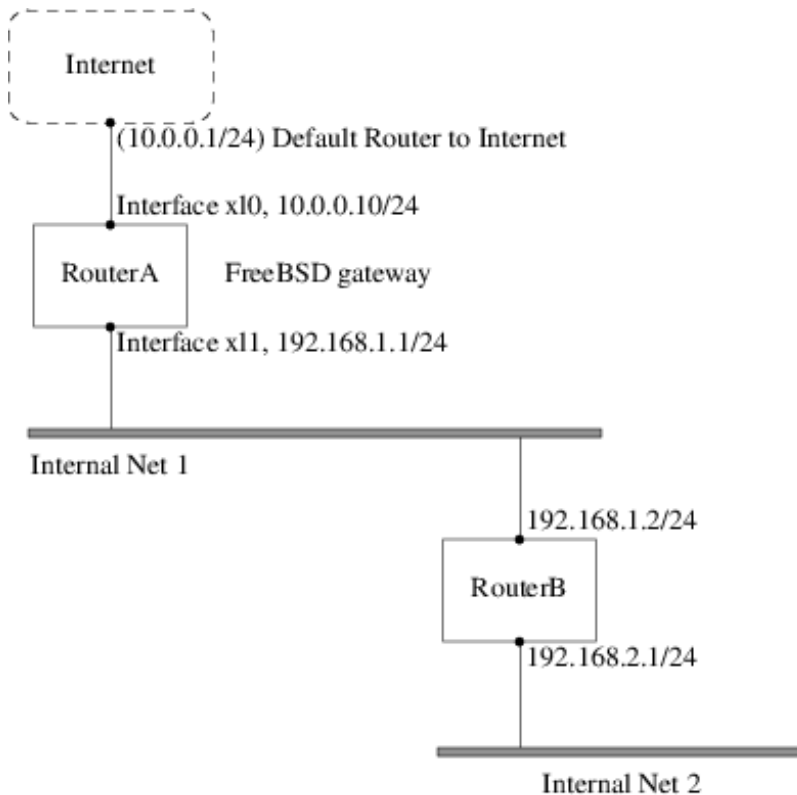 Internet
(10.0.0.1/24) Default Router to Internet
Interface xl0, 10.0.0.10/24
RouterA
FreeBSD gateway
Interface xl1, 192.168.1.1/24
Internal Net 1
192.168.1.2/24
RouterB
192.168.2.1/24
Internal Net 2